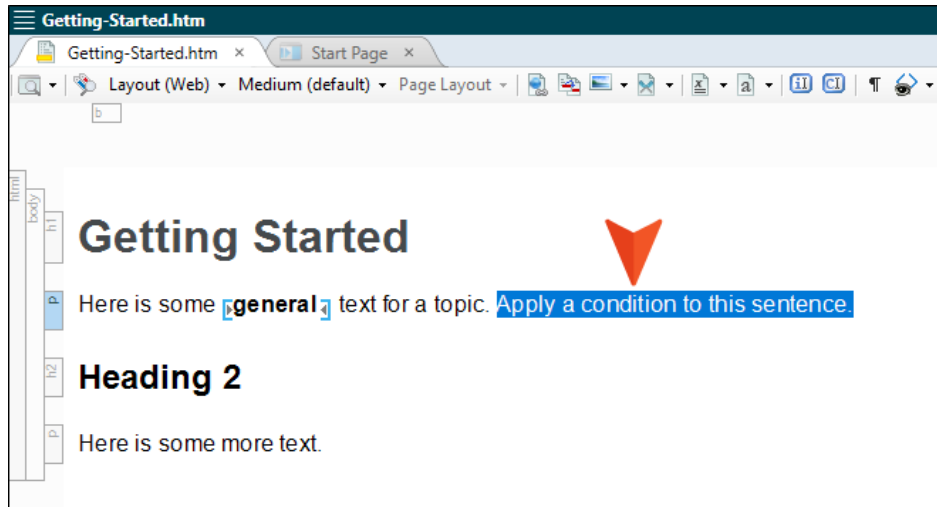 Getting-Started.htm
Getting-Started.htm × Start Page ×
Layout (Web) Medium (default) Page Layout x a iI CI ¶
b
html
body
h1
Getting Started
p
Here is some general text for a topic. Apply a condition to this sentence.
h2
Heading 2
p
Here is some more text.